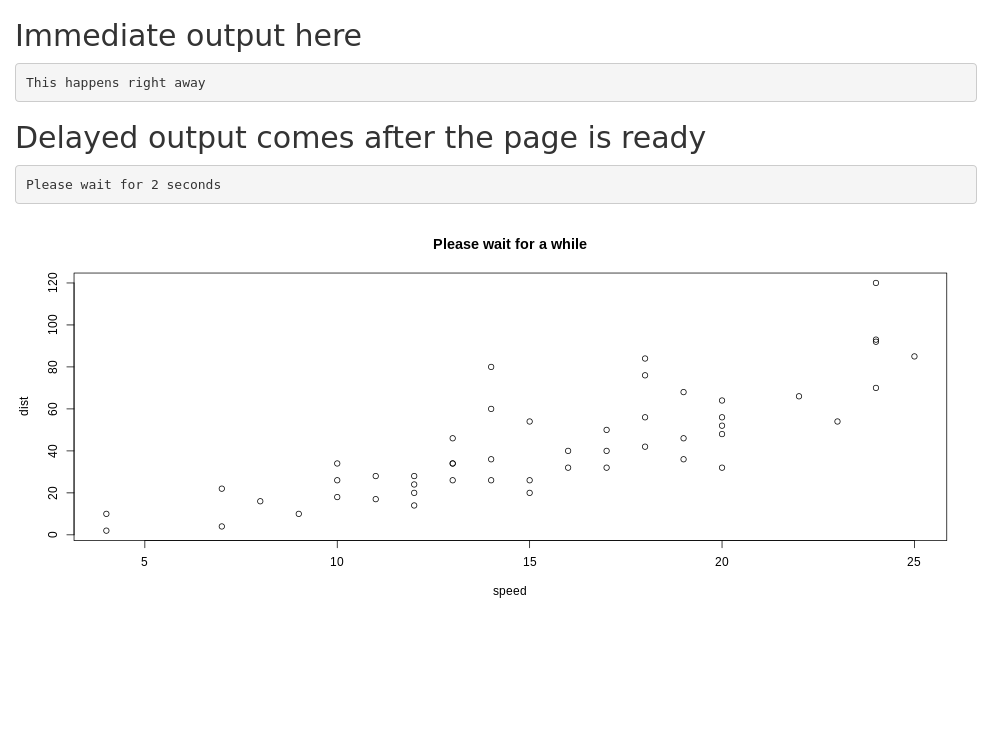 Immediate output here
This happens right away
Delayed output comes after the page is ready
Please wait for 2 seconds
Please wait for a while
120
100
80
60
40
20
0
dist
5 10 15 20 25
speed